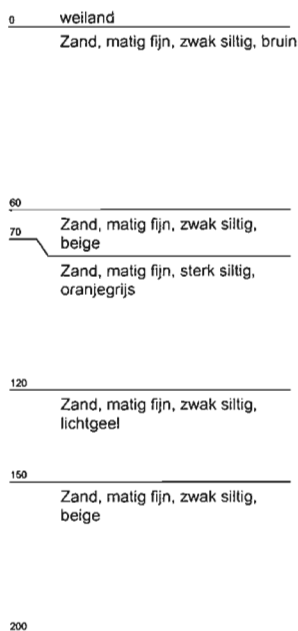 0 weiland
Zand, matig fijn, zwak siltig, bruin
60
Zand, matig fijn, zwak siltig,
70
beige
Zand, matig fijn, sterk siltig,
oranjegrijs
120
Zand, matig fijn, zwak siltig,
lichtgeel
150
Zand, matig fijn, zwak siltig,
beige
200